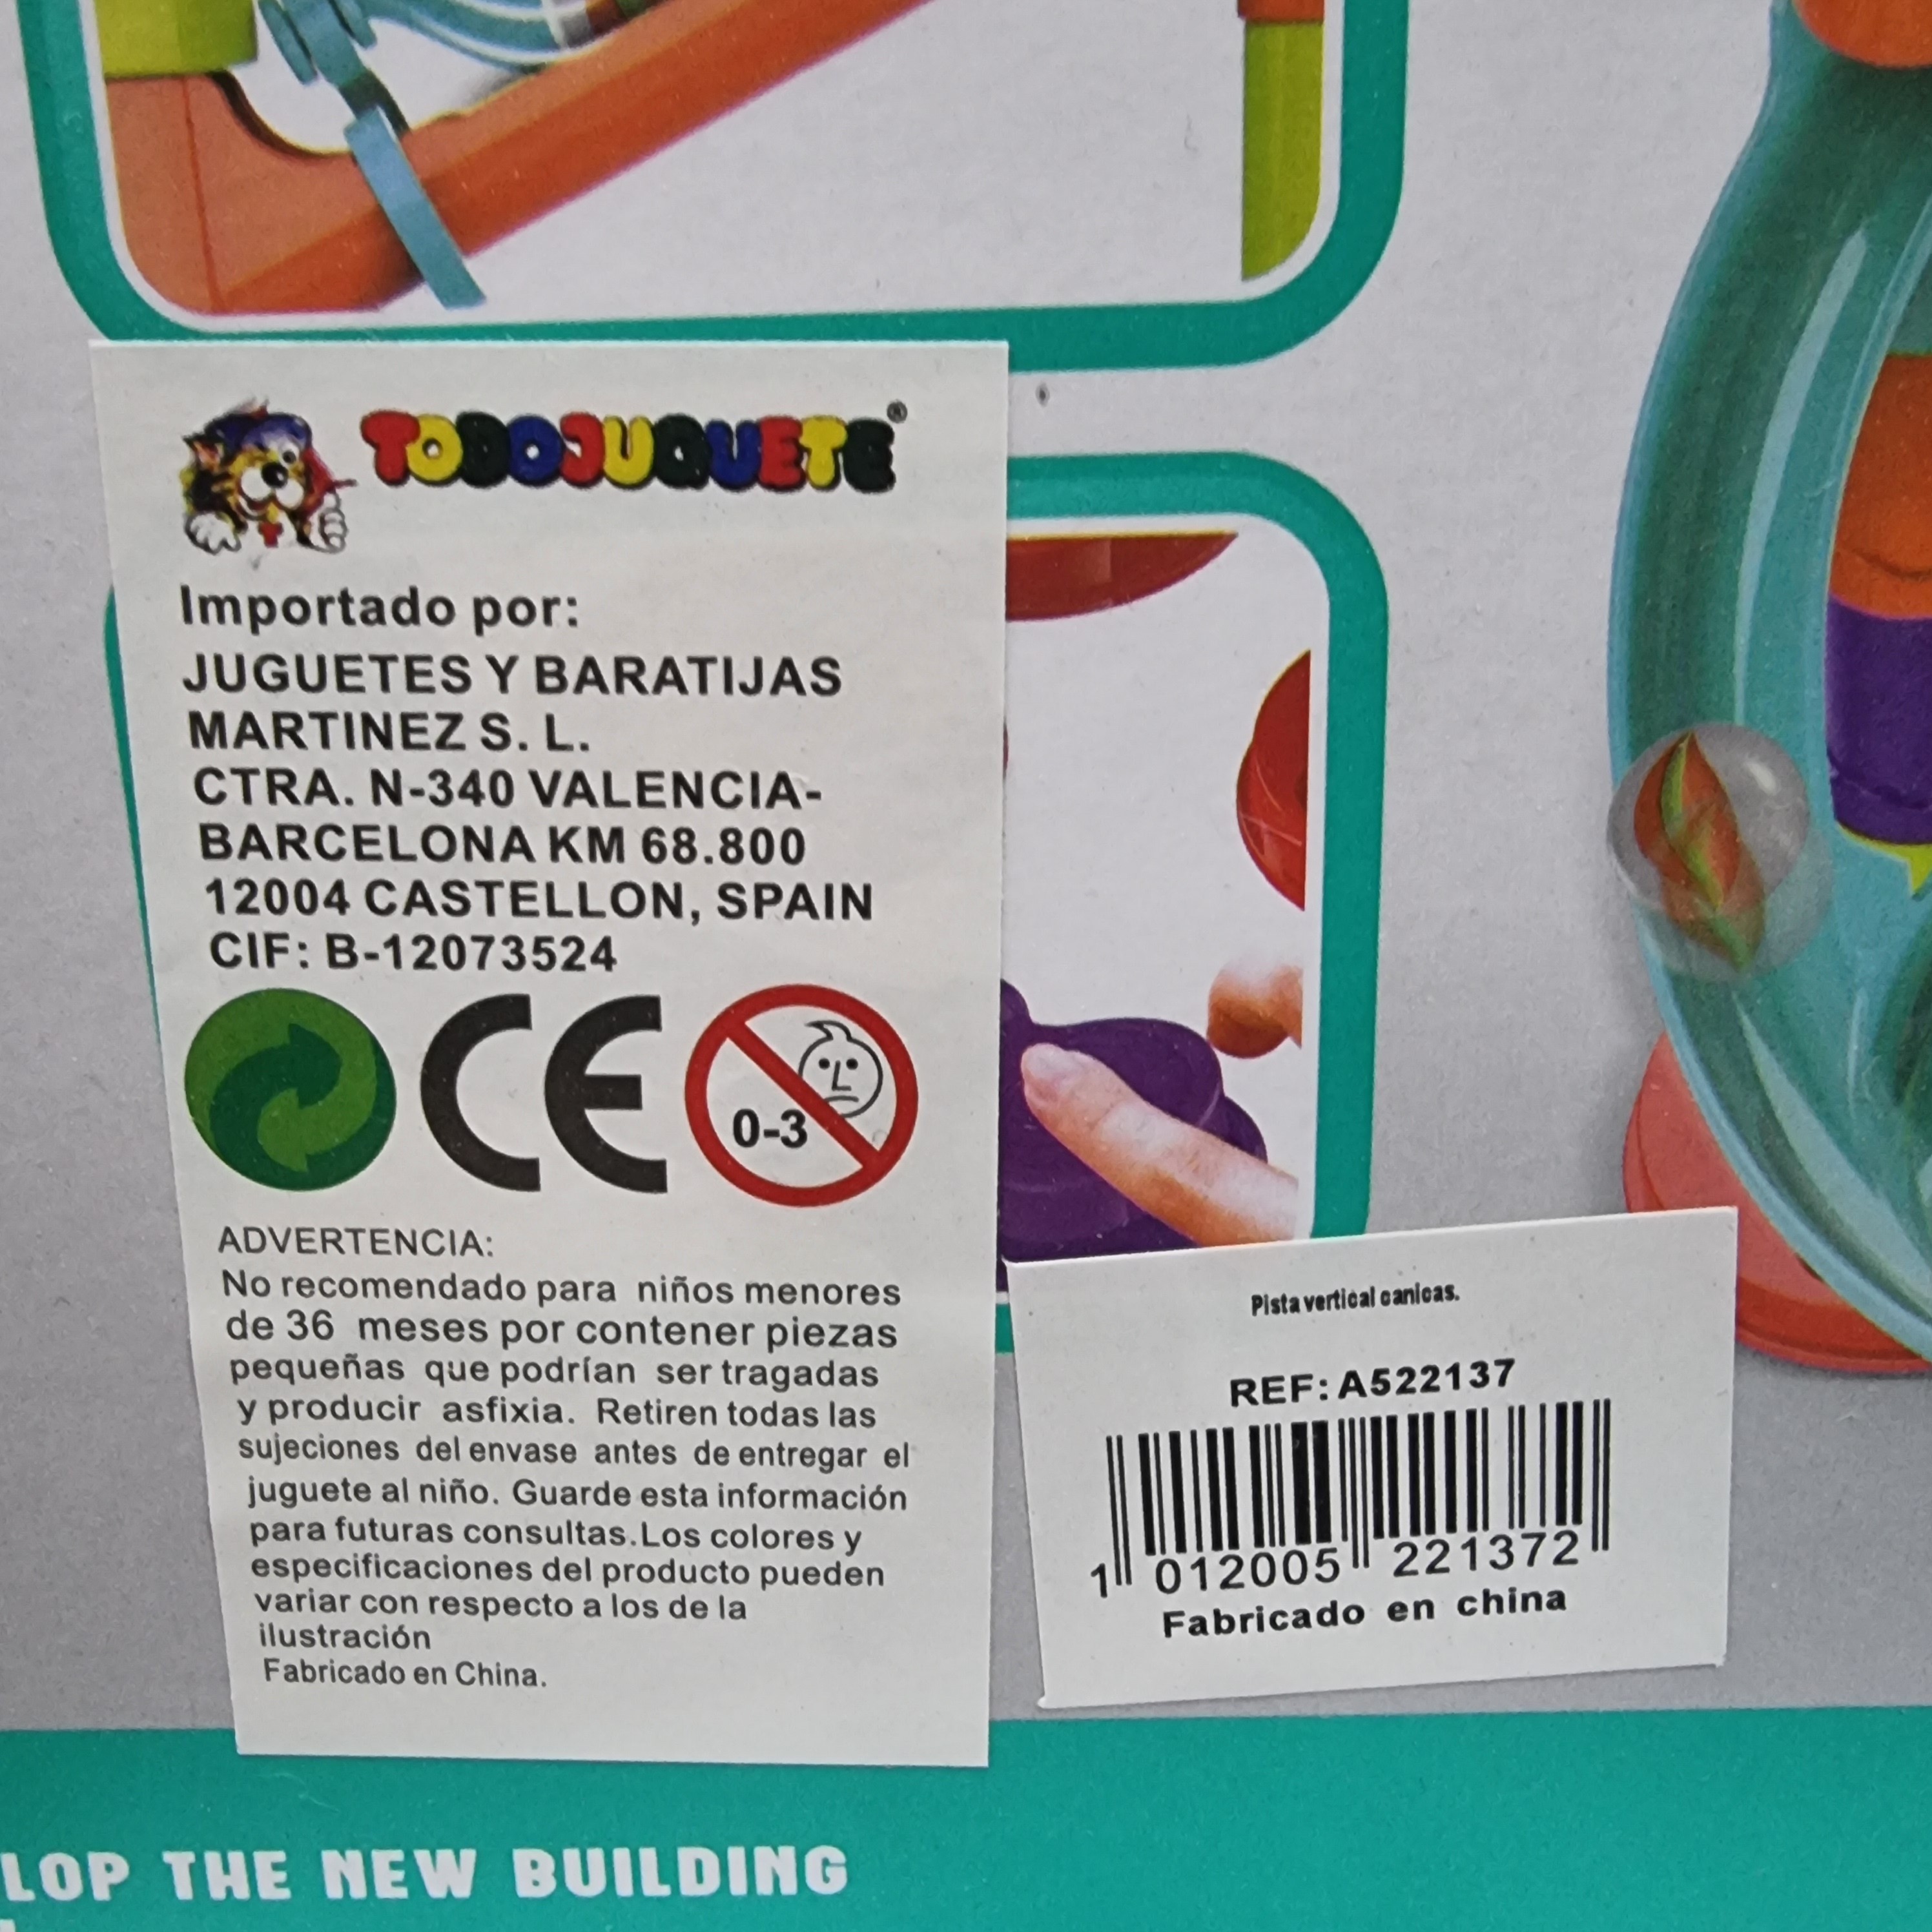 TODOJUQUETE®
Importado por:
JUGUETES Y BARATIJAS
MARTINEZ S. L.
CTRA. N-340 VALENCIA-
BARCELONA KM 68.800
12004 CASTELLON, SPAIN
CIF: B-12073524
CE
0-3
ADVERTENCIA:
No recomendado para niños menores
de 36 meses por contener piezas
pequeñas que podrían ser tragadas
y producir asfixia. Retiren todas las
sujeciones del envase antes de entregar el
juguete al niño. Guarde esta información
para futuras consultas.Los colores y
especificaciones del producto pueden
variar con respecto a los de la
ilustración
Fabricado en China.
Pista vertical canicas.
REF: A522137
1 012005 221372
Fabricado en china
LOP THE NEW BUILDING